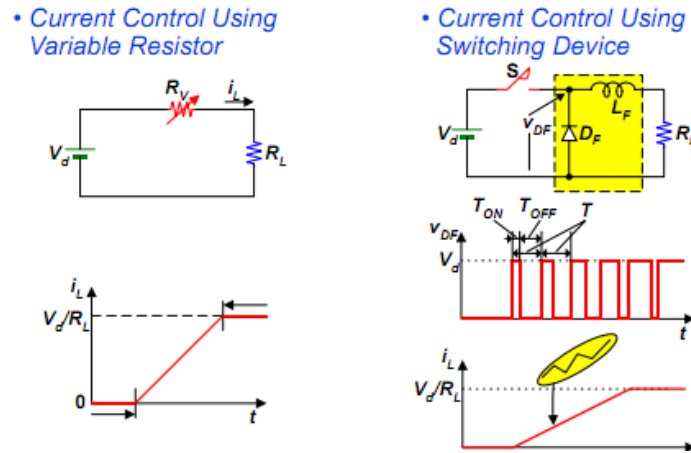 • Current Control Using
Variable Resistor
R_V
i_L
V_d
R_L
i_L
V_d/R_L
0
t
• Current Control Using
Switching Device
S
L_F
v_DF
D_F
V_d
T_ON
T_OFF
T
v_DF
V_d
t
i_L
V_d/R_L
t